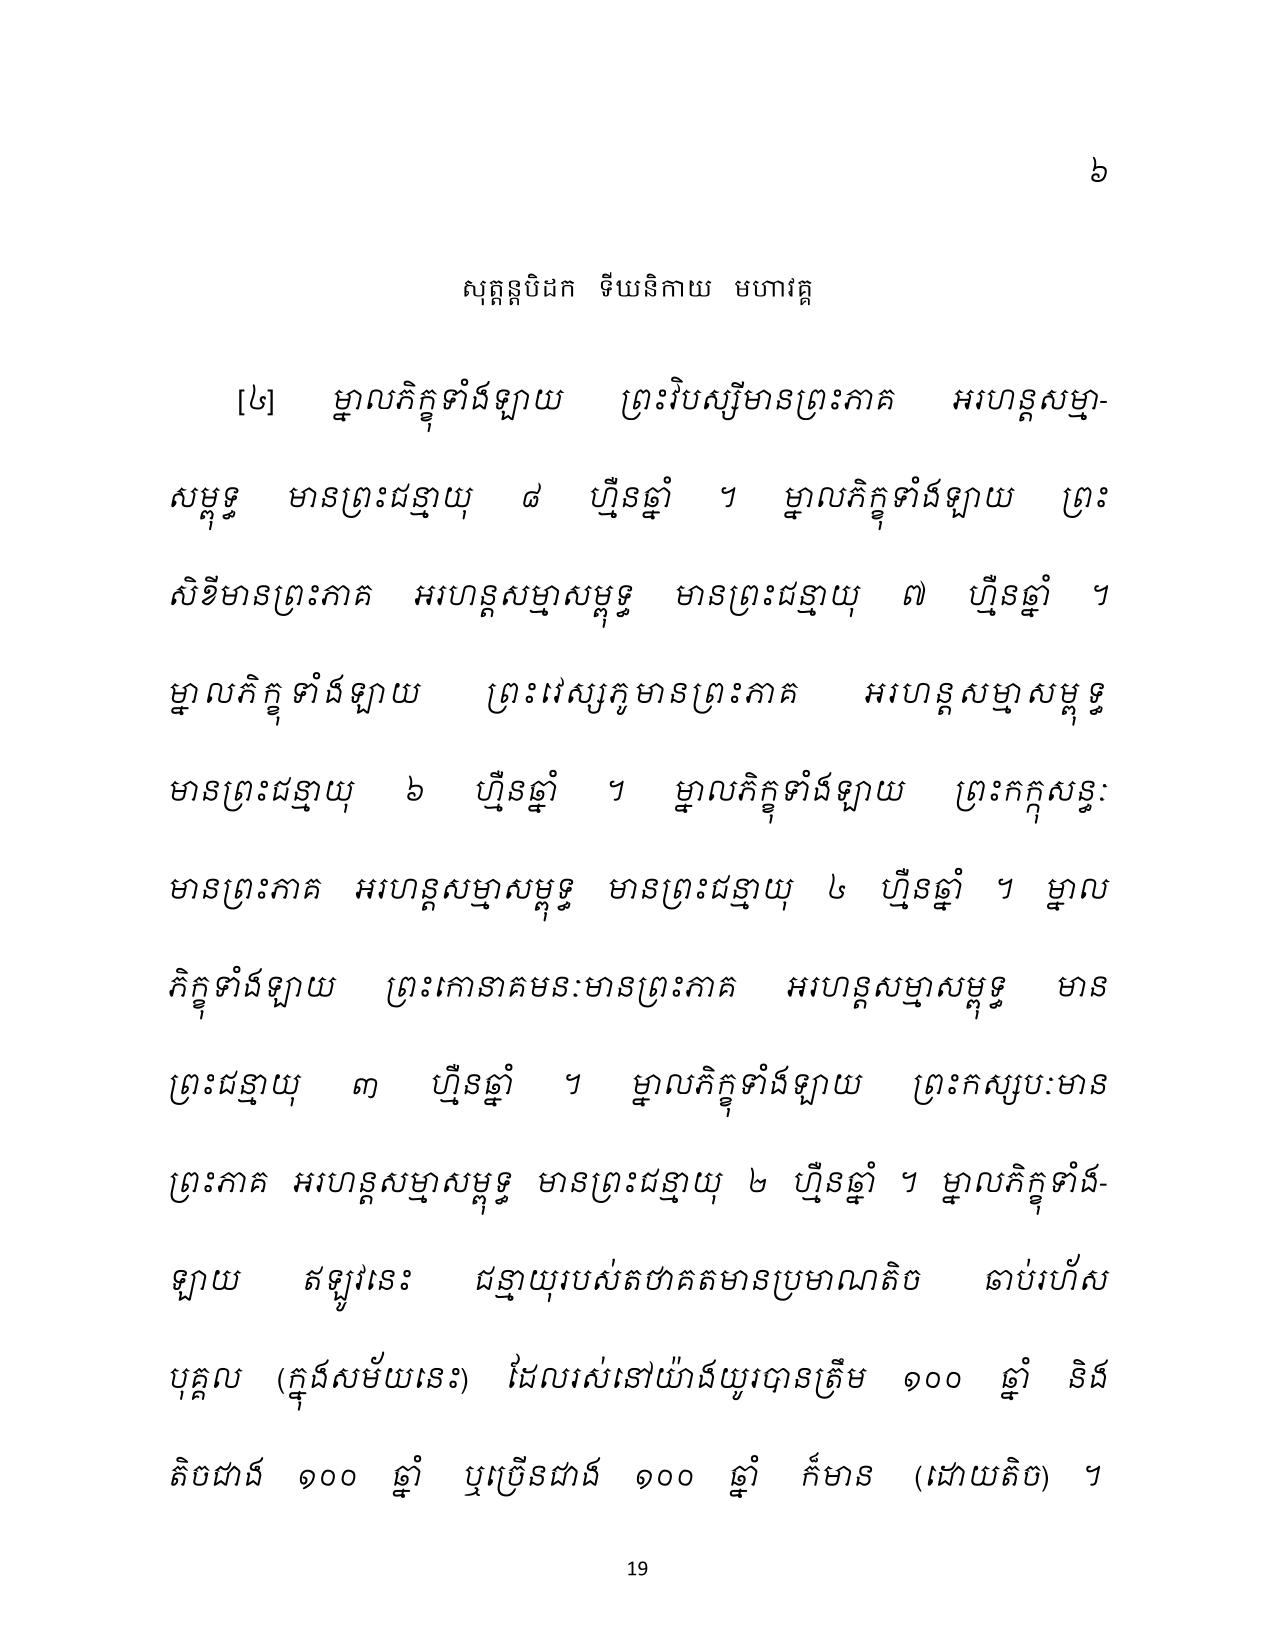 ៦
សុត្តន្តបិដក ទីឃនិកាយ មហាវគ្គ
[៤] ម្នាលភិក្ខុទាំងឡាយ ព្រះវិបស្សីមានព្រះភាគ អរហន្តសម្មា-
សម្ពុទ្ធ មានព្រះជន្មាយុ ៨ ហ្មឺនឆ្នាំ ។ ម្នាលភិក្ខុទាំងឡាយ ព្រះ
សិខីមានព្រះភាគ អរហន្តសម្មាសម្ពុទ្ធ មានព្រះជន្មាយុ ៧ ហ្មឺនឆ្នាំ ។
ម្នាលភិក្ខុទាំងឡាយ ព្រះវេស្សភូមានព្រះភាគ អរហន្តសម្មាសម្ពុទ្ធ
មានព្រះជន្មាយុ ៦ ហ្មឺនឆ្នាំ ។ ម្នាលភិក្ខុទាំងឡាយ ព្រះកក្កុសន្ធៈ
មានព្រះភាគ អរហន្តសម្មាសម្ពុទ្ធ មានព្រះជន្មាយុ ៤ ហ្មឺនឆ្នាំ ។ ម្នាល
ភិក្ខុទាំងឡាយ ព្រះកោនាគមនៈមានព្រះភាគ អរហន្តសម្មាសម្ពុទ្ធ មាន
ព្រះជន្មាយុ ៣ ហ្មឺនឆ្នាំ ។ ម្នាលភិក្ខុទាំងឡាយ ព្រះកស្សបៈមាន
ព្រះភាគ អរហន្តសម្មាសម្ពុទ្ធ មានព្រះជន្មាយុ ២ ហ្មឺនឆ្នាំ ។ ម្នាលភិក្ខុទាំង-
ឡាយ ឥឡូវនេះ ជន្មាយុរបស់តថាគតមានប្រមាណតិច ឆាប់រហ័ស
បុគ្គល (ក្នុងសម័យនេះ) ដែលរស់នៅយ៉ាងយូរបានត្រឹម ១០០ ឆ្នាំ និង
តិចជាង ១០០ ឆ្នាំ ឬច្រើនជាង ១០០ ឆ្នាំ ក៏មាន (ដោយតិច) ។
19